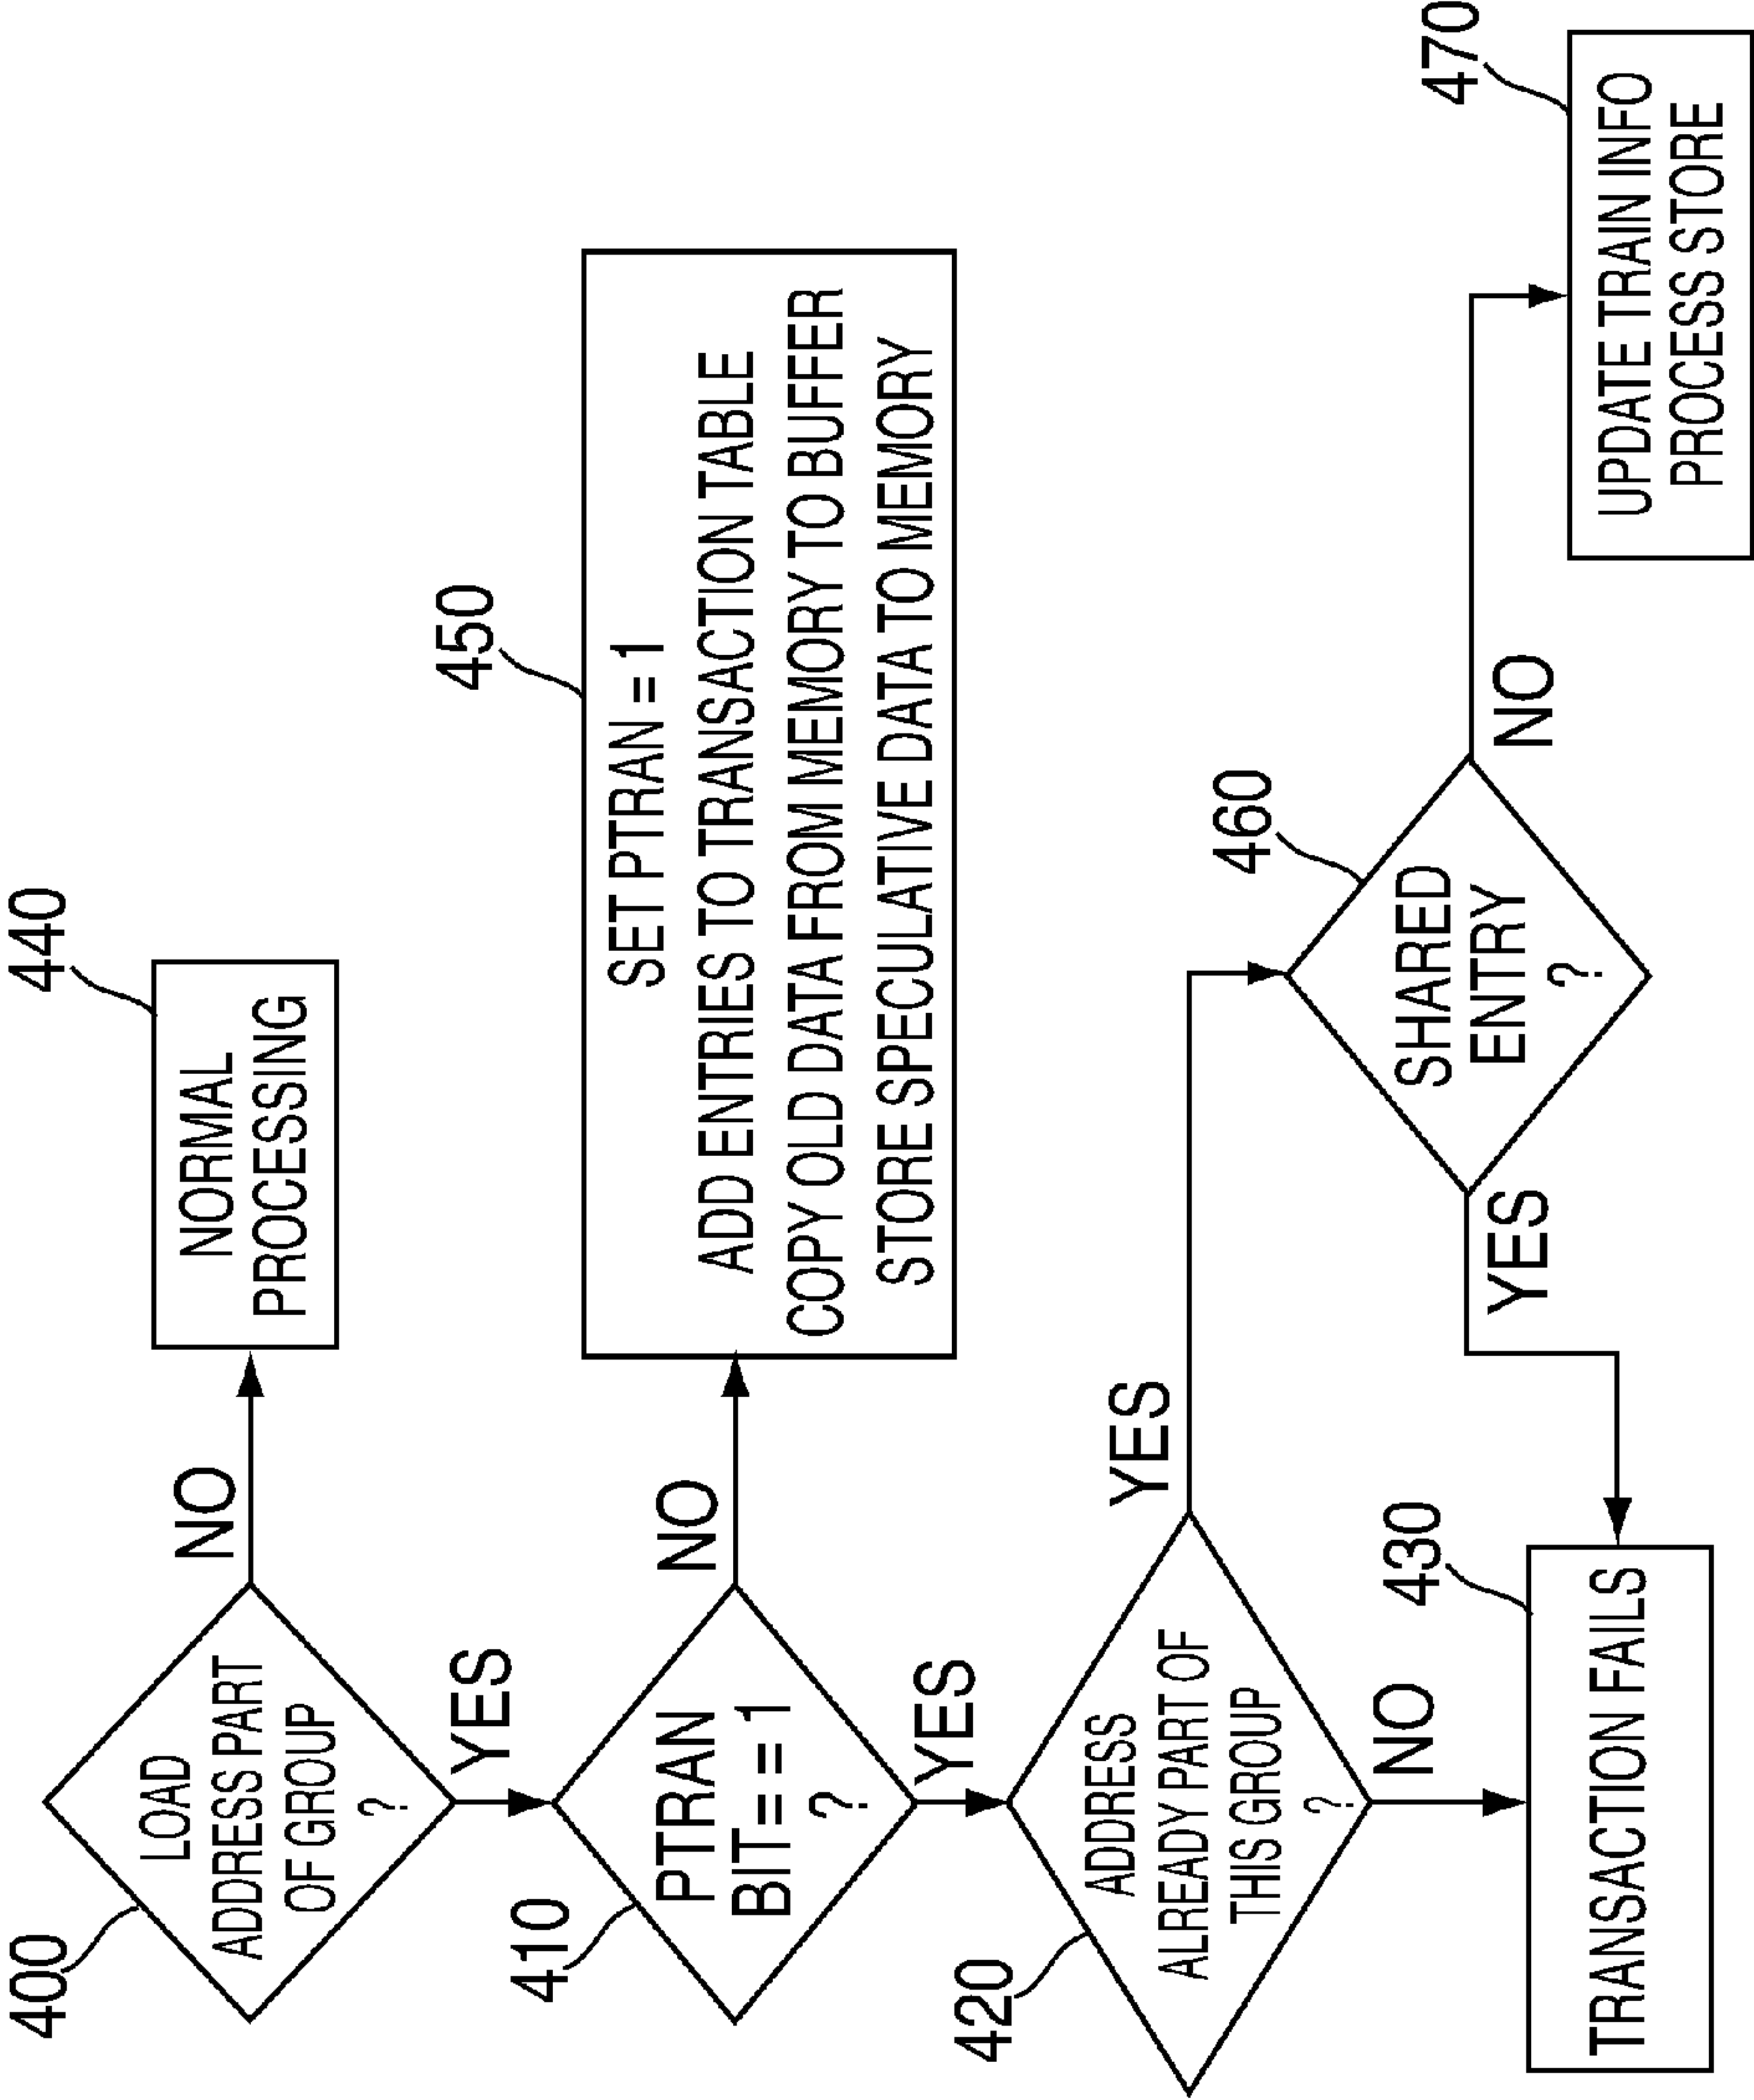 400
LOAD
ADDRESS PART
OF GROUP
?
NO
440
NORMAL
PROCESSING
YES
410
PTRAN
BIT== 1
?
NO
450
SET PTRAN = 1
ADD ENTRIES TO TRANSACTION TABLE
COPY OLD DATA FROM MEMORY TO BUFFER
STORE SPECULATIVE DATA TO MEMORY
YES
420
ADDRESS
ALREADY PART OF
THIS GROUP
?
YES
460
SHARED
ENTRY
?
NO
470
UPDATE TRAIN INFO
PROCESS STORE
YES
NO
430
TRANSACTION FAILS